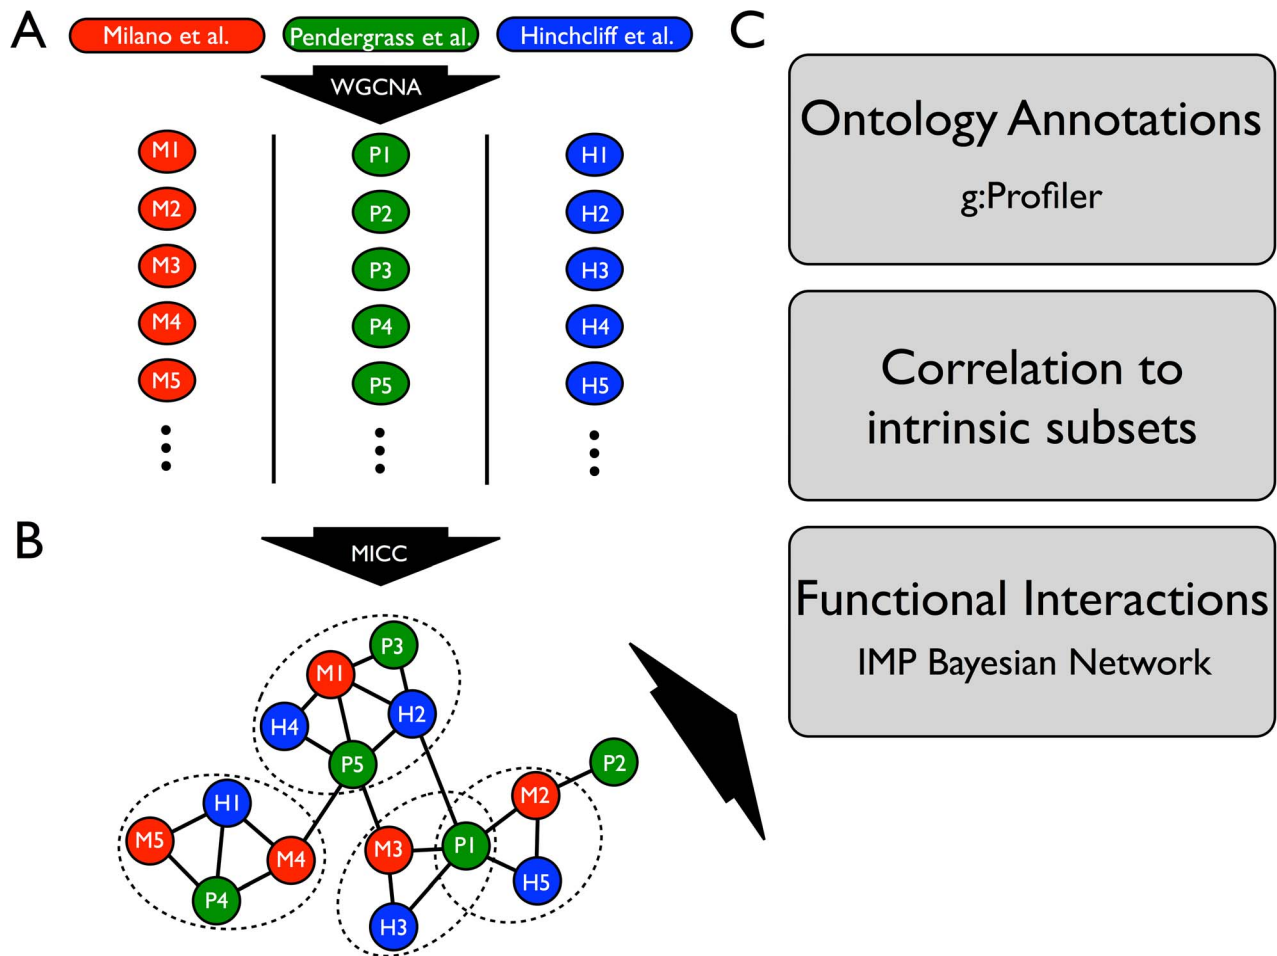 A
Milano et al.
Pendergrass et al.
Hinchcliff et al.
WGCNA
M1
P1
H1
M2
P2
H2
M3
P3
H3
M4
P4
H4
M5
P5
H5
B
MICC
P3
M1
H4
H2
P5
P2
M2
H1
M5
M4
M3
P1
P4
H5
H3
C
Ontology Annotations
g:Profiler
Correlation to
intrinsic subsets
Functional Interactions
IMP Bayesian Network